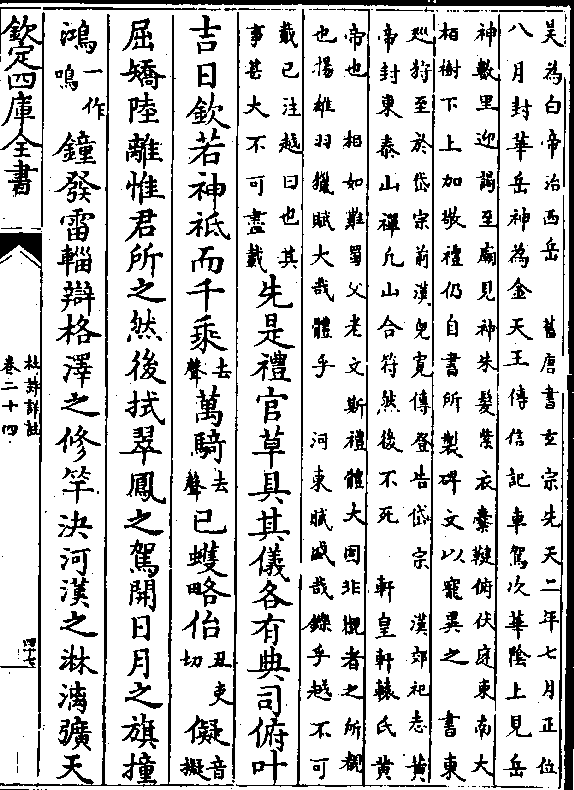 吴為白帝治西岳　舊唐書𤣥宗先天二年七月正位
八月封華岳神為金天王傳信記車駕次華陰上見岳
神數里迎謁至廟見神朱髮紫衣櫜鞬俯伏庭東南大
柏樹下上加敬禮仍自書所製碑文以寵異之　書東
廵狩至於岱宗前漢兒寛傳登告岱宗　漢郊祀志黄
帝封東泰山禪凡山合符然後不死　軒皇軒轅氏黄
帝也　相如難蜀父老文斯禮體大固非觀者之所覩
也揚雄羽獵賦大哉體乎　河東賦盛哉鑠乎越不可
載已注越曰也其
事甚大不可盡載先是禮官草具其儀各有典司俯叶
吉日欽若神祇而千乘去聲萬騎去聲已蠖略佁丑吏切儗音擬
屈矯陸離惟君所之然後拭翠鳳之駕開日月之旗撞
鴻一作鳴鐘發雷輜辯格澤之修竿決河漢之淋漓彍天
欽定四庫全書
杜詩詳註
卷二十四
四十七